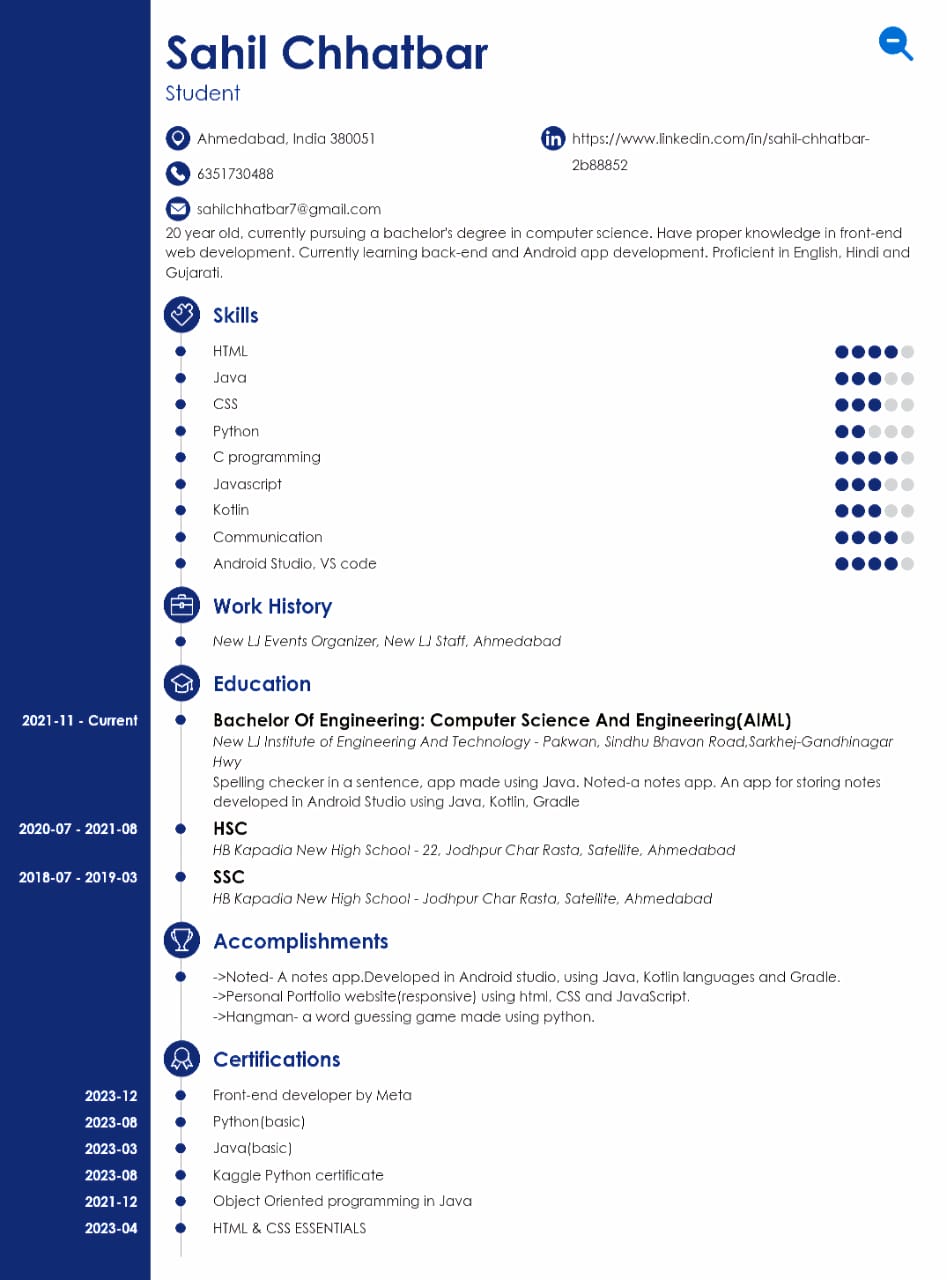 Sahil Chhatbar
Student
Ahmedabad, India 380051
https://www.linkedin.com/in/sahil-chhatbar-
2b88852
6351730488
sahilchhatbar7@gmail.com
20 year old, currently pursuing a bachelor's degree in computer science. Have proper knowledge in front-end
web development. Currently learning back-end and Android app development. Proficient in English, Hindi and
Gujarati.
Skills
HTML
Java
CSS
Python
C programming
Javascript
Kotlin
Communication
Android Studio, VS code
Work History
New LJ Events Organizer, New LJ Staff, Ahmedabad
Education
2021-11 - Current
Bachelor Of Engineering: Computer Science And Engineering(AIML)
New LJ Institute of Engineering And Technology - Pakwan, Sindhu Bhavan Road,Sarkhej-Gandhinagar
Hwy
Spelling checker in a sentence, app made using Java. Noted-a notes app. An app for storing notes
developed in Android Studio using Java, Kotlin, Gradle
2020-07 - 2021-08
HSC
HB Kapadia New High School - 22, Jodhpur Char Rasta, Satellite, Ahmedabad
2018-07 - 2019-03
SSC
HB Kapadia New High School - Jodhpur Char Rasta, Satellite, Ahmedabad
Accomplishments
->Noted- A notes app.Developed in Android studio, using Java, Kotlin languages and Gradle.
->Personal Portfolio website(responsive) using html, CSS and JavaScript.
->Hangman- a word guessing game made using python.
Certifications
2023-12 Front-end developer by Meta
2023-08 Python(basic)
2023-03 Java(basic)
2023-08 Kaggle Python certificate
2021-12 Object Oriented programming in Java
2023-04 HTML & CSS ESSENTIALS